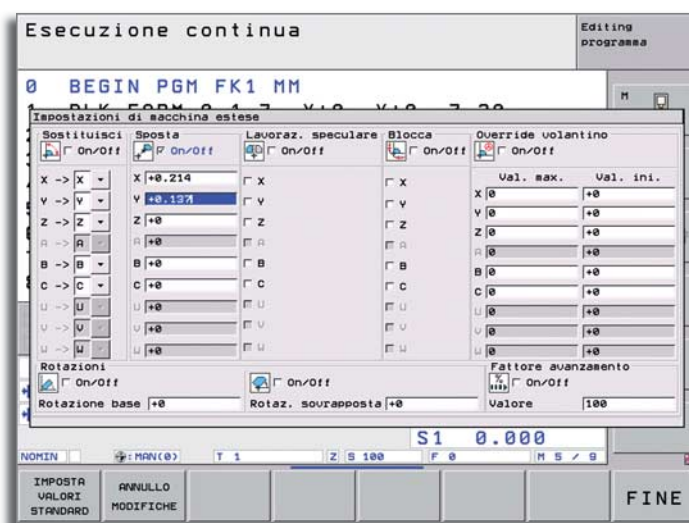 Esecuzione continua
Editing programma
0 BEGIN PGM FK1 MM
M
Impostazioni di macchina estese
Sostituisci Sposta Lavoraz. speculare Blocca Override volantino
On/Off On/Off On/Off On/Off On/Off
Val. max. Val. ini.
X -> X X +0.214 X X X 0 +0
Y -> Y Y +0.137 Y Y Y 0 +0
Z -> Z Z +0 Z Z Z 0 +0
A -> A A +0 A A A 0 +0
B -> B B +0 B B B 0 +0
C -> C C +0 C C C 0 +0
U -> U U +0 U U U 0 +0
V -> V V +0 V V V 0 +0
W -> W W +0 W W W 0 +0
Rotazioni Fattore avanzamento
On/Off On/Off On/Off
Rotazione base +0 Rotaz. sovrapposta +0 Valore 100
S1 0.000
NOMIN : MAN(0) T 1 Z S 100 F 0 M 5 / 9
IMPOSTA VALORI STANDARD
ANNULLO MODIFICHE
FINE